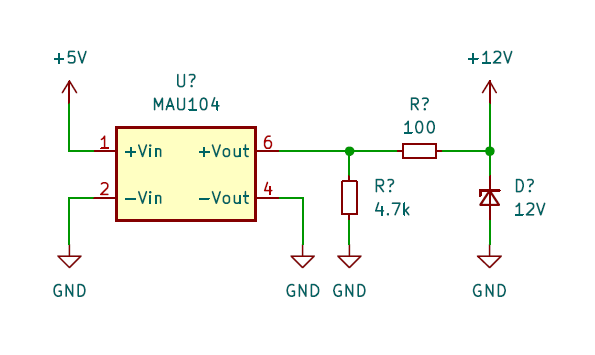 +5V
+12V
U?
MAU104
R?
100
1
+Vin
+Vout
6
2
-Vin
-Vout
4
R?
4.7k
D?
12V
GND
GND
GND
GND